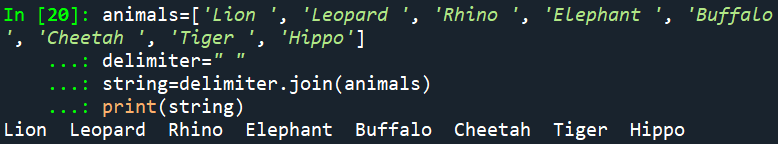 In [20]: animals=['Lion ', 'Leopard ', 'Rhino ', 'Elephant ', 'Buffalo
', 'Cheetah ', 'Tiger ', 'Hippo']
...: delimiter=" "
...: string=delimiter.join(animals)
...: print(string)
Lion  Leopard  Rhino  Elephant  Buffalo  Cheetah  Tiger  Hippo